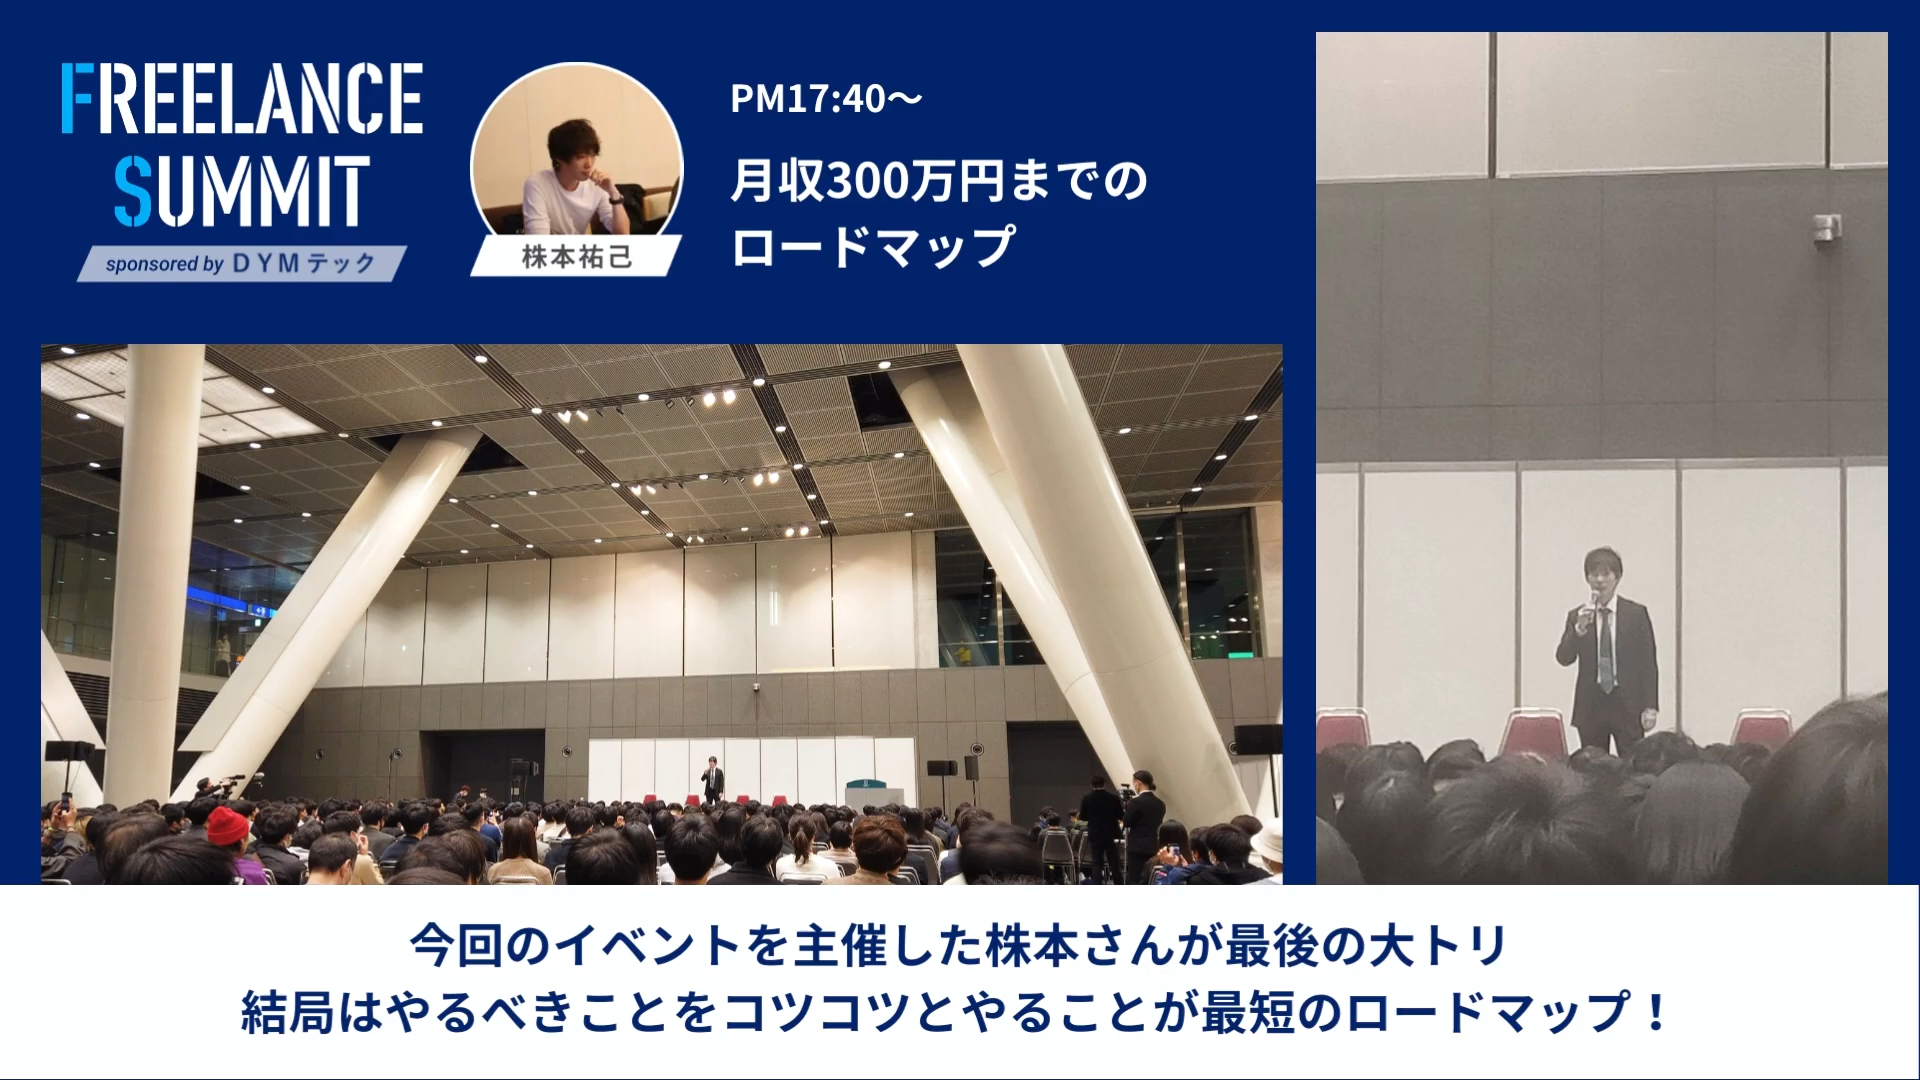 FREELANCE
SUMMIT
sponsored by DYMテック
株本祐己
PM17:40～
月収300万円までの
ロードマップ
今回のイベントを主催した株本さんが最後の大トリ
結局はやるべきことをコツコツとやることが最短のロードマップ！